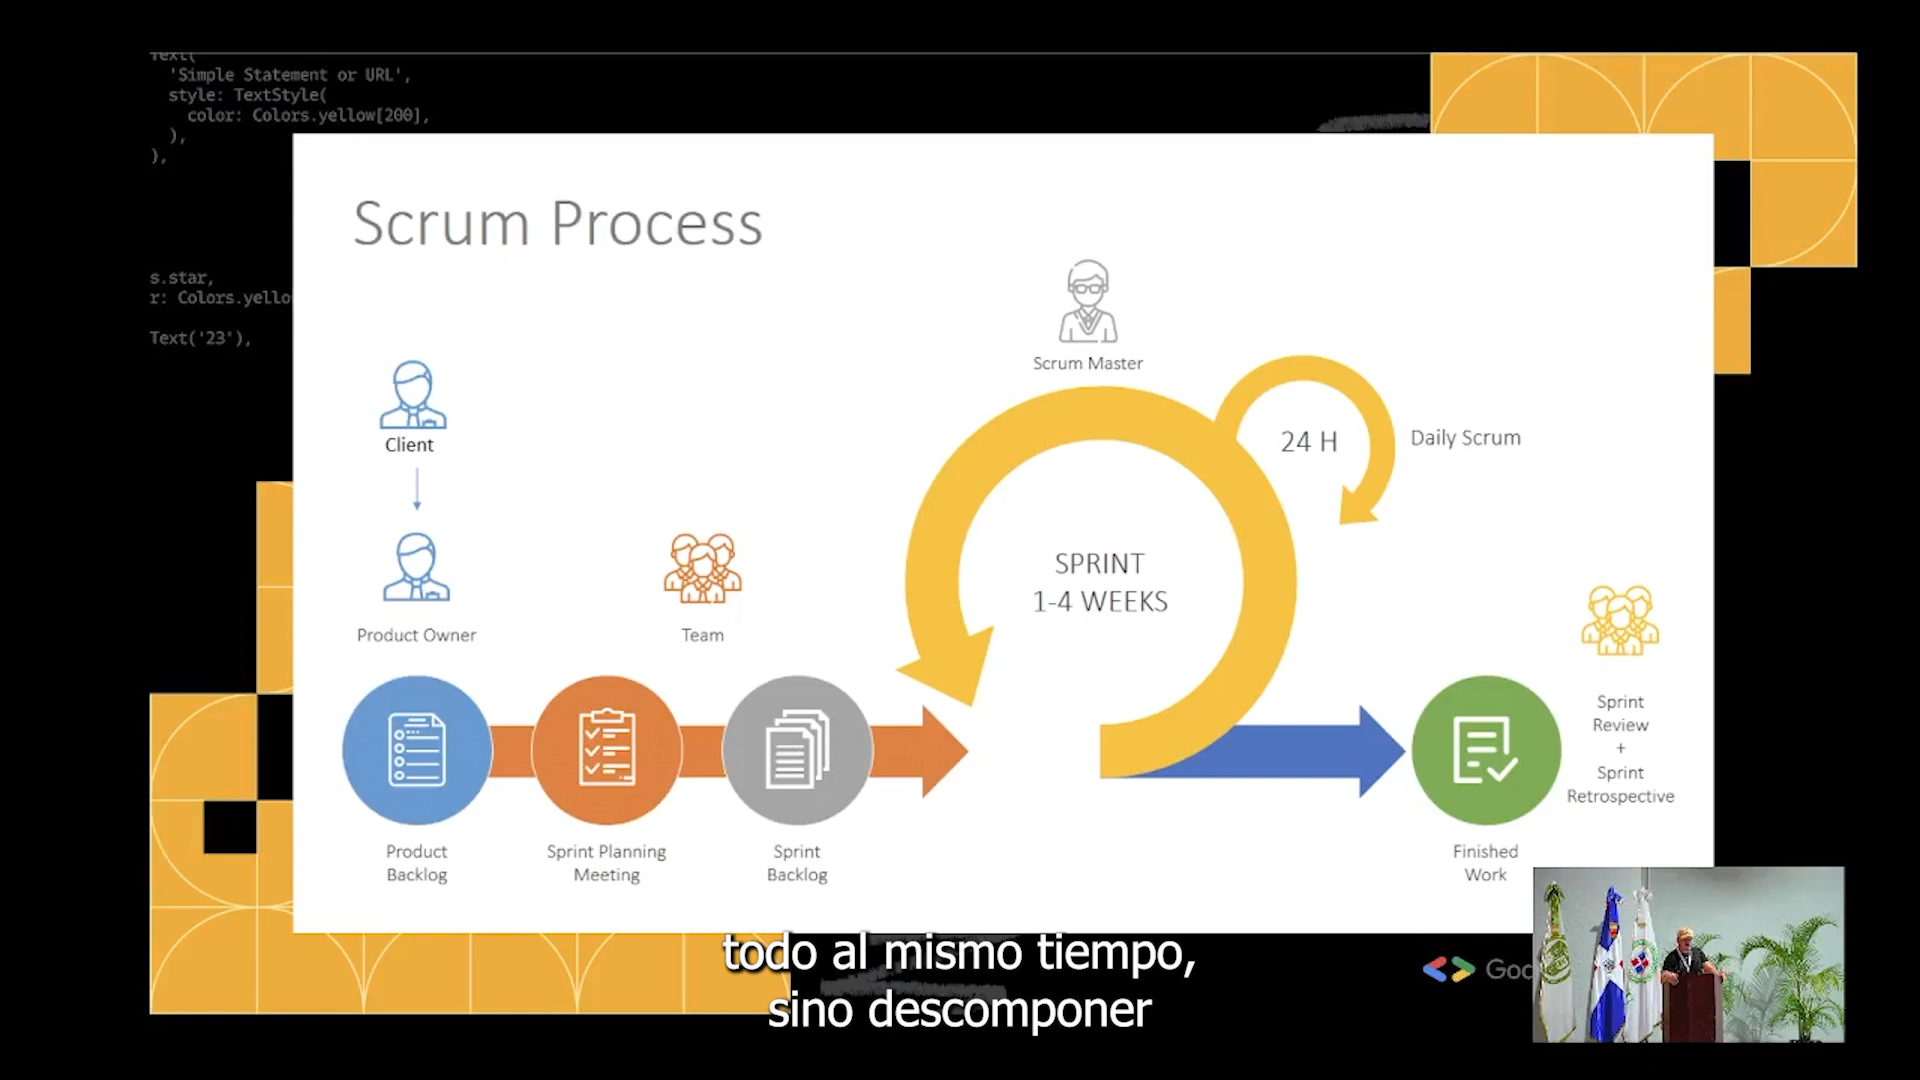 Text(
'Simple Statement or URL',
style: TextStyle(
color: Colors.yellow[200],
),
),
s.star,
r: Colors.yello
Text('23'),
Scrum Process
Scrum Master
Client
24 H
Daily Scrum
SPRINT
1-4 WEEKS
Product Owner
Team
Sprint
Review
+
Sprint
Retrospective
Product
Backlog
Sprint Planning
Meeting
Sprint
Backlog
Finished
Work
todo al mismo tiempo,
sino descomponer
Goo